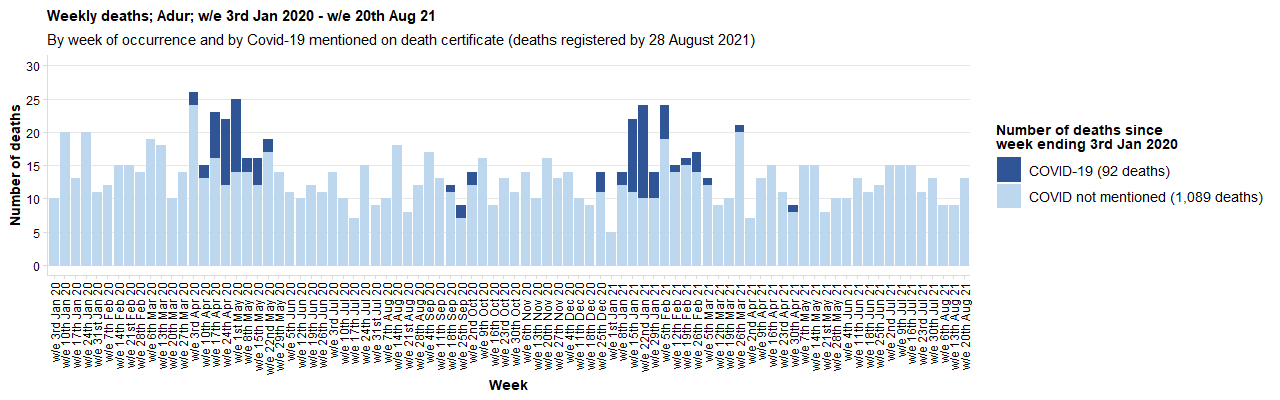 Weekly deaths; Adur; w/e 3rd Jan 2020 - w/e 20th Aug 21
By week of occurrence and by Covid-19 mentioned on death certificate (deaths registered by 28 August 2021)
Number of deaths
30
25
20
15
10
5
0
w/e 3rd Jan 20
w/e 10th Jan 20
w/e 17th Jan 20
w/e 24th Jan 20
w/e 31st Jan 20
w/e 7th Feb 20
w/e 14th Feb 20
w/e 21st Feb 20
w/e 28th Feb 20
w/e 6th Mar 20
w/e 13th Mar 20
w/e 20th Mar 20
w/e 27th Mar 20
w/e 3rd Apr 20
w/e 10th Apr 20
w/e 17th Apr 20
w/e 24th Apr 20
w/e 1st May 20
w/e 8th May 20
w/e 15th May 20
w/e 22nd May 20
w/e 29th May 20
w/e 5th Jun 20
w/e 12th Jun 20
w/e 19th Jun 20
w/e 26th Jun 20
w/e 3rd Jul 20
w/e 10th Jul 20
w/e 17th Jul 20
w/e 24th Jul 20
w/e 31st Jul 20
w/e 7th Aug 20
w/e 14th Aug 20
w/e 21st Aug 20
w/e 28th Aug 20
w/e 4th Sep 20
w/e 11th Sep 20
w/e 18th Sep 20
w/e 25th Sep 20
w/e 2nd Oct 20
w/e 9th Oct 20
w/e 16th Oct 20
w/e 23rd Oct 20
w/e 30th Oct 20
w/e 6th Nov 20
w/e 13th Nov 20
w/e 20th Nov 20
w/e 27th Nov 20
w/e 4th Dec 20
w/e 11th Dec 20
w/e 18th Dec 20
w/e 25th Dec 20
w/e 1st Jan 21
w/e 8th Jan 21
w/e 15th Jan 21
w/e 22nd Jan 21
w/e 29th Jan 21
w/e 5th Feb 21
w/e 12th Feb 21
w/e 19th Feb 21
w/e 26th Feb 21
w/e 5th Mar 21
w/e 12th Mar 21
w/e 19th Mar 21
w/e 26th Mar 21
w/e 2nd Apr 21
w/e 9th Apr 21
w/e 16th Apr 21
w/e 23rd Apr 21
w/e 30th Apr 21
w/e 7th May 21
w/e 14th May 21
w/e 21st May 21
w/e 28th May 21
w/e 4th Jun 21
w/e 11th Jun 21
w/e 18th Jun 21
w/e 25th Jun 21
w/e 2nd Jul 21
w/e 9th Jul 21
w/e 16th Jul 21
w/e 23rd Jul 21
w/e 30th Jul 21
w/e 6th Aug 21
w/e 13th Aug 21
w/e 20th Aug 21
Week
Number of deaths since
week ending 3rd Jan 2020
COVID-19 (92 deaths)
COVID not mentioned (1,089 deaths)